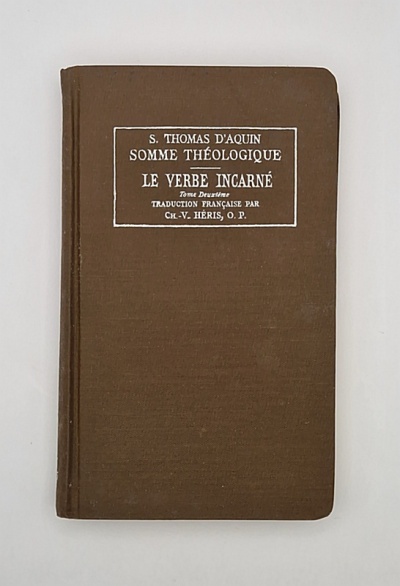 S. THOMAS D'AQUIN
SOMME THÉOLOGIQUE
LE VERBE INCARNÉ
Tome Deuxième
TRADUCTION FRANÇAISE PAR
CH.-V. HÉRIS, O. P.